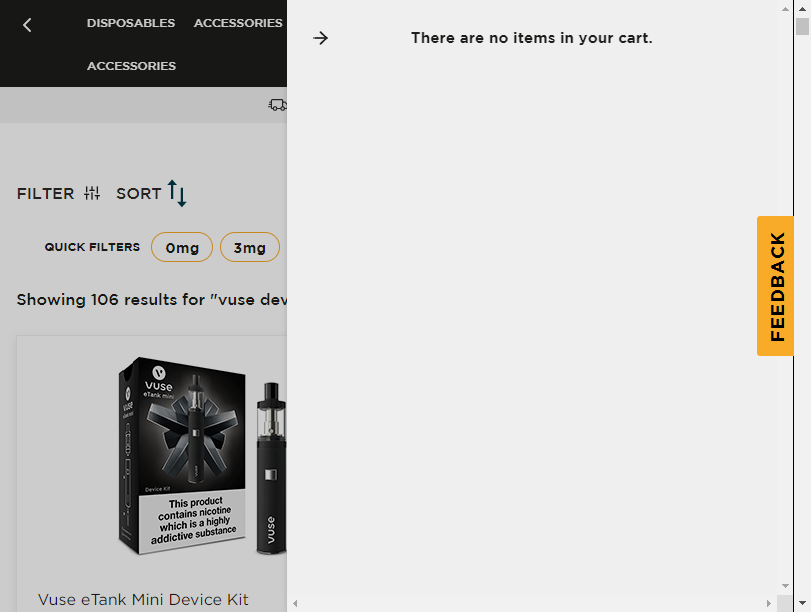 DISPOSABLES ACCESSORIES
ACCESSORIES
There are no items in your cart.
FILTER SORT
QUICK FILTERS 0mg 3mg
Showing 106 results for "vuse dev
vuse
eTank mini
vuse
Device Kit
This product
contains nicotine
which is a highly
addictive substance
vuse
vuse
Vuse eTank Mini Device Kit
FEEDBACK